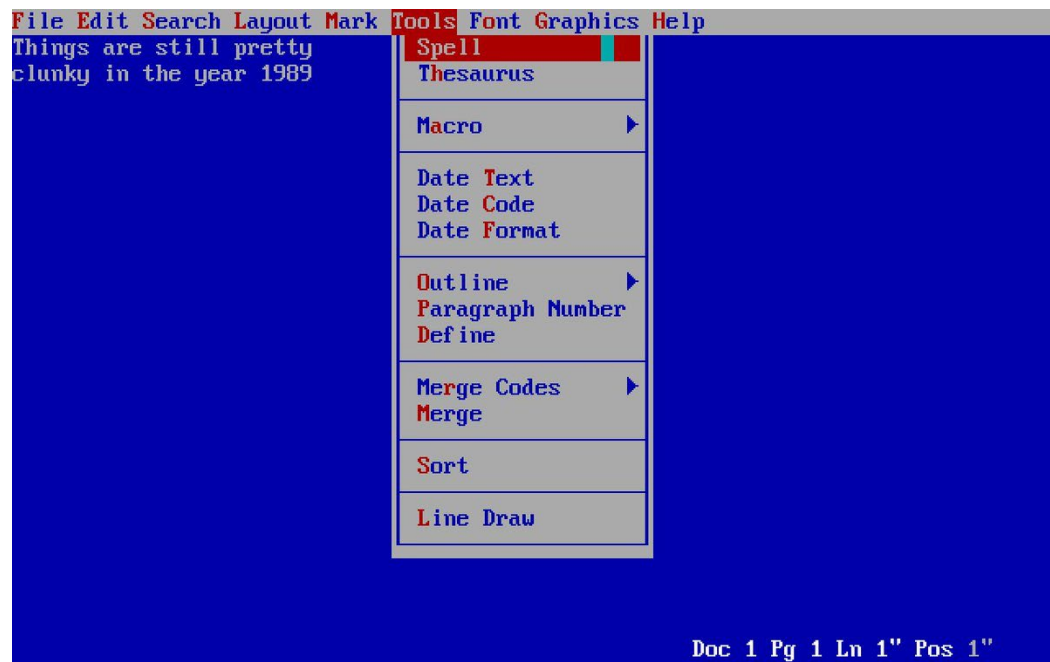 File Edit Search Layout Mark Tools Font Graphics Help
Things are still pretty
clunky in the year 1989
Spell
Thesaurus
Macro
Date Text
Date Code
Date Format
Outline
Paragraph Number
Define
Merge Codes
Merge
Sort
Line Draw
Doc 1 Pg 1 Ln 1" Pos 1"